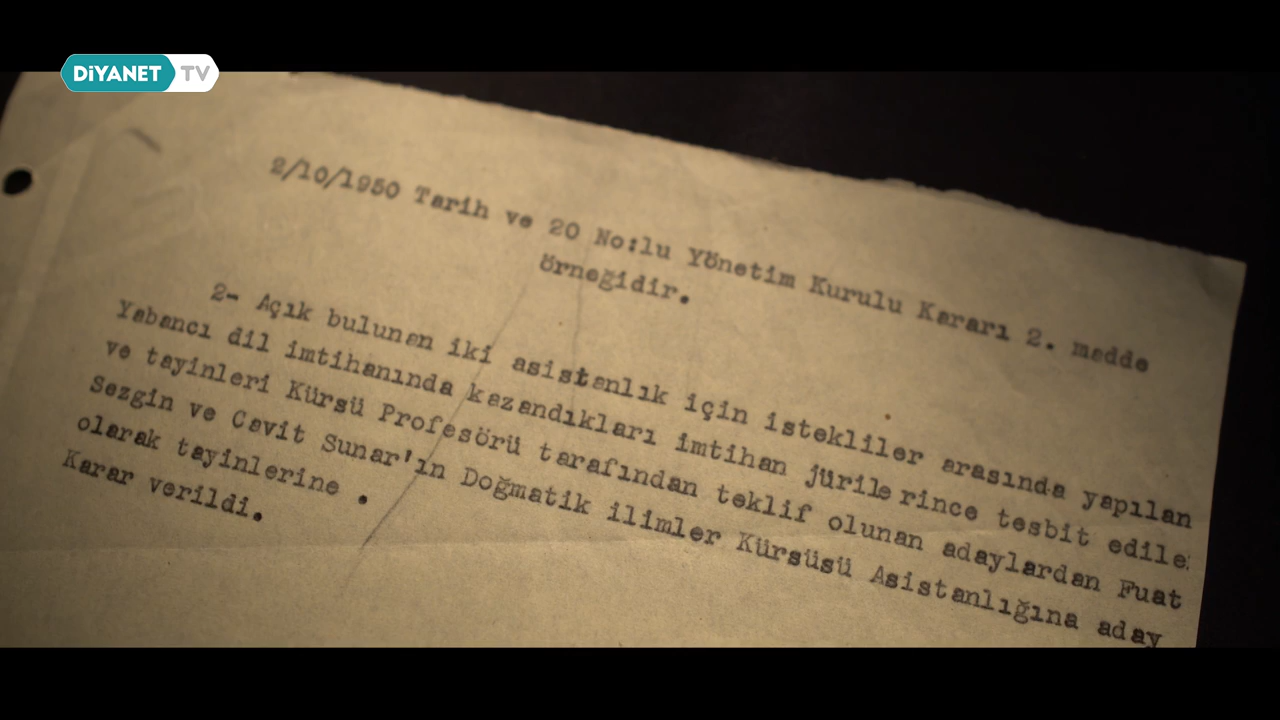 DİYANET TV
2/10/1950 Tarih ve 20 No:lu Yönetim Kurulu Kararı 2. madde
örneğidir.
2- Açık bulunan iki asistanlık için istekliler arasında yapılan
Yabancı dil imtihanında kazandıkları imtihan jürilerince tesbit edile
ve tayinleri Kürsü Profesörü tarafından teklif olunan adaylardan Fuat
Sezgin ve Cavit Sunar'ın Doğmatik ilimler Kürsüsü Asistanlığına aday
olarak tayinlerine .
Karar verildi.